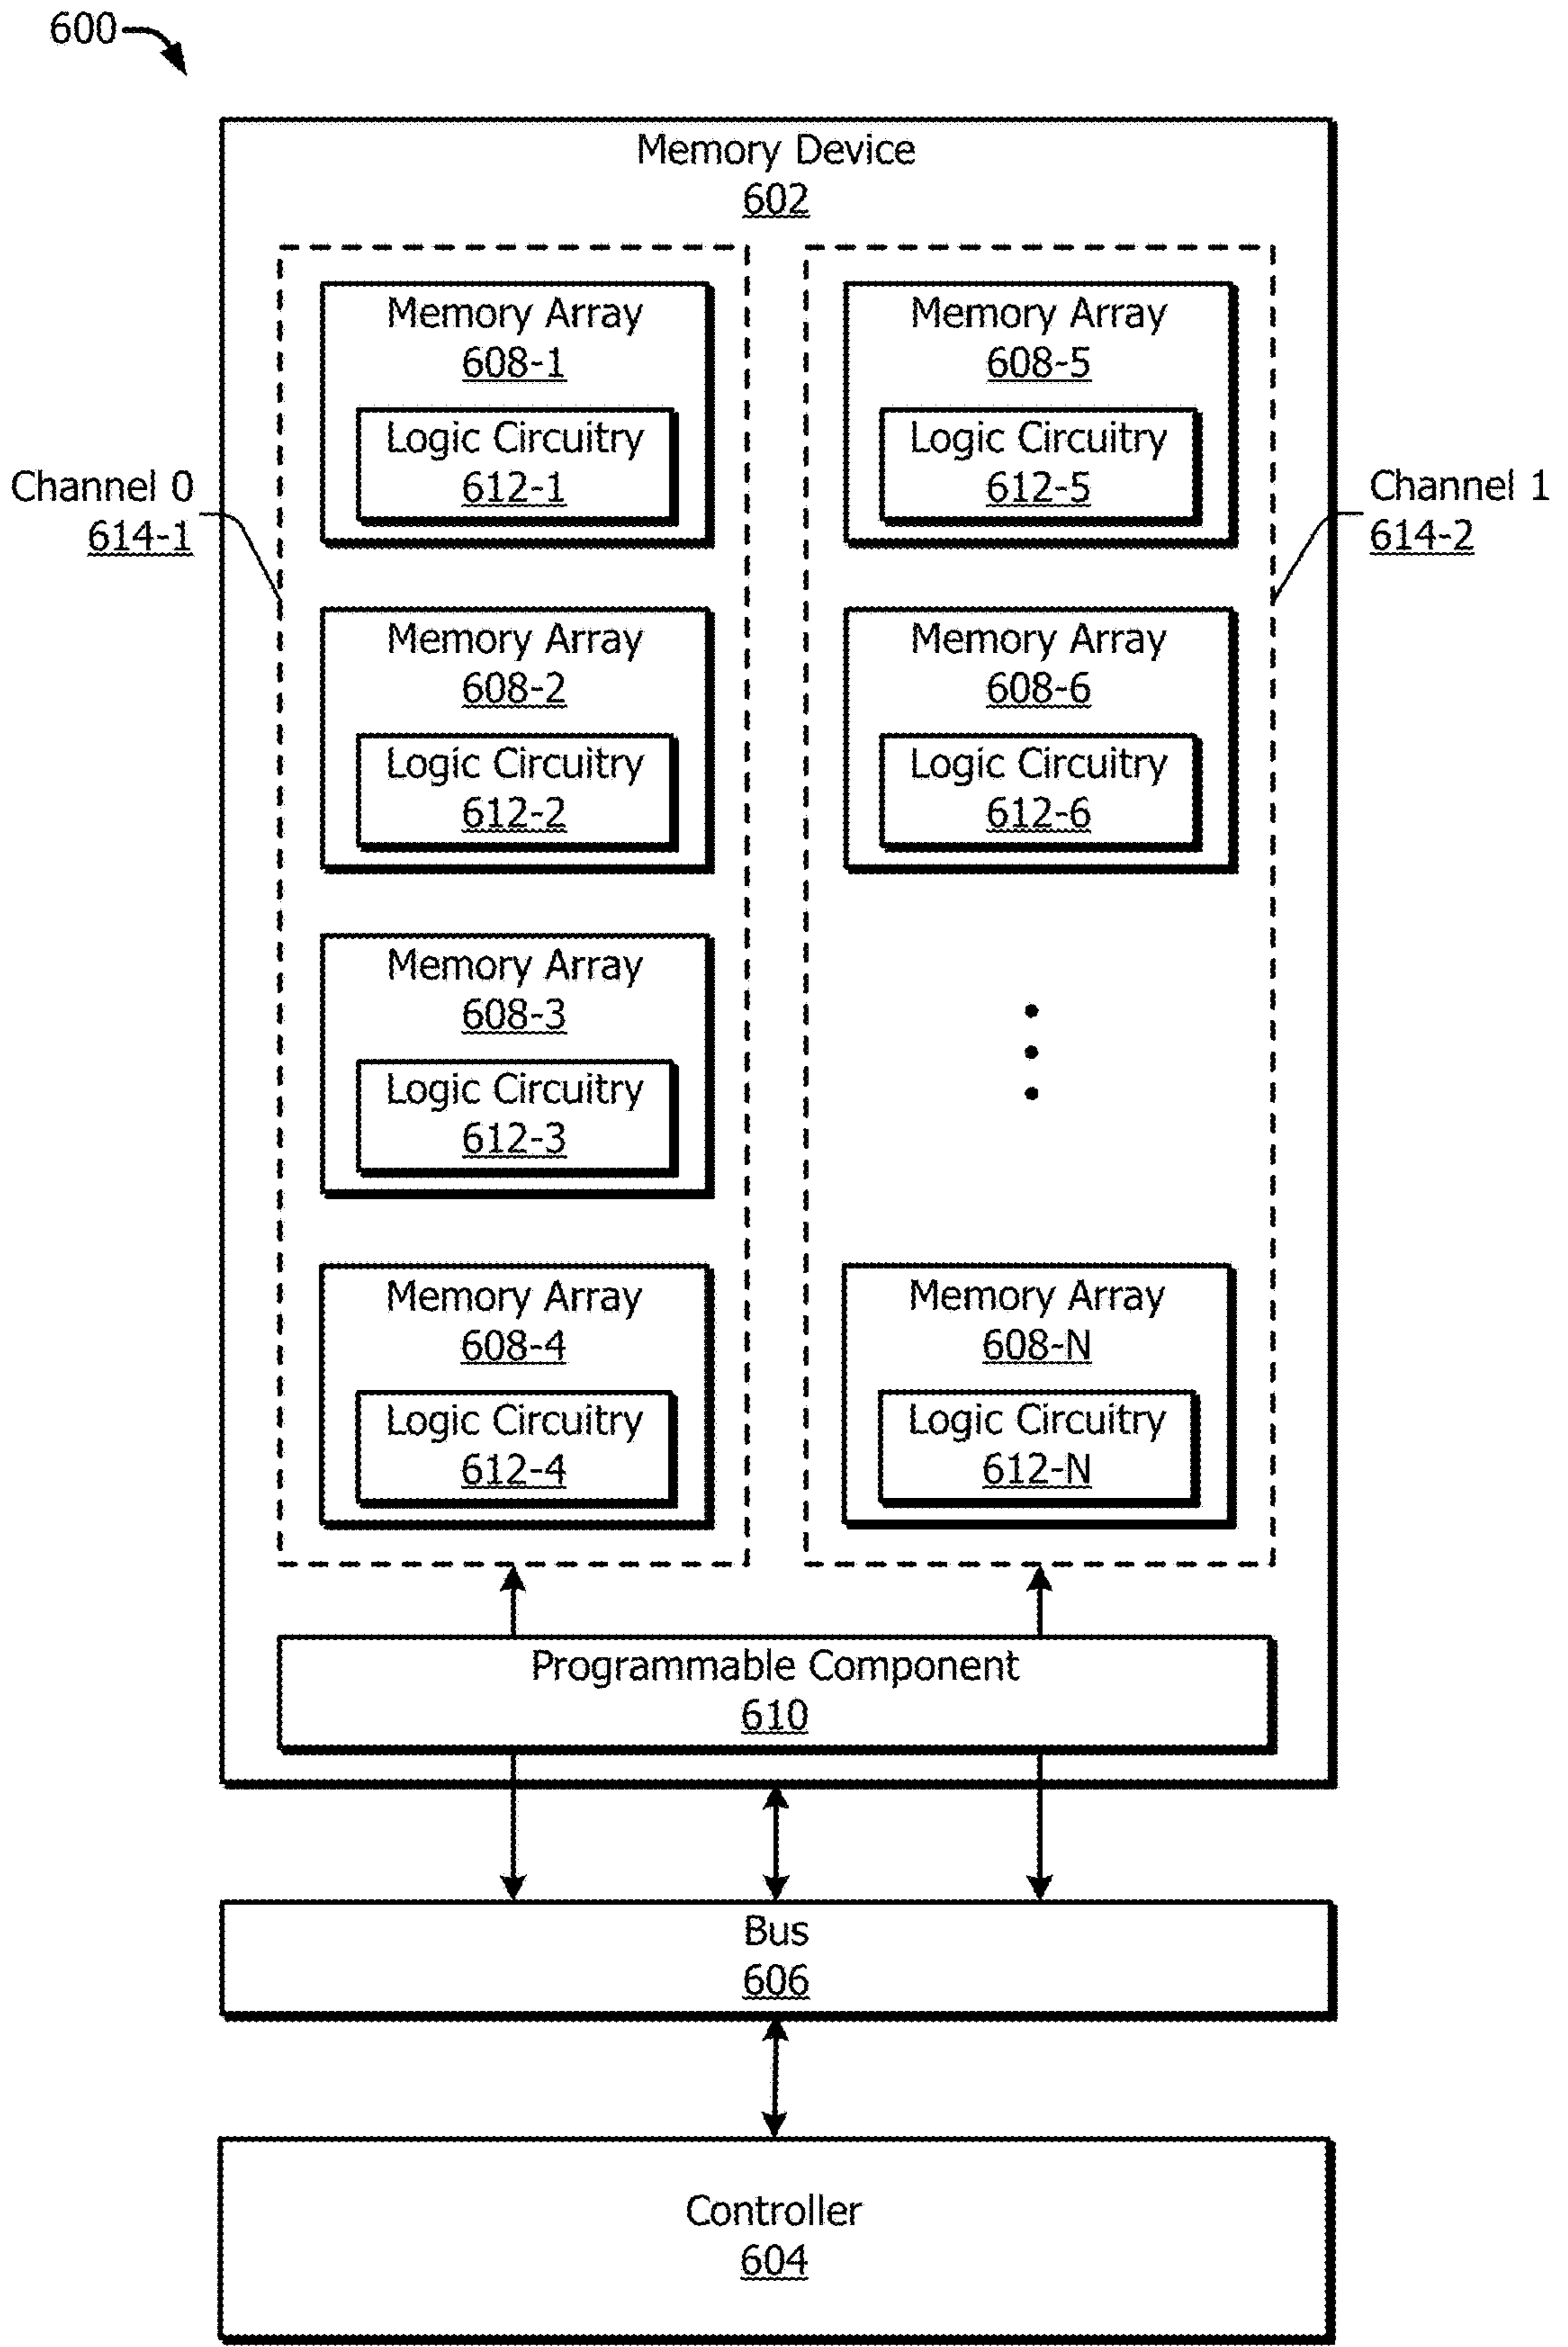 600
Memory Device
602
Memory Array
608-1
Logic Circuitry
612-1
Memory Array
608-5
Logic Circuitry
612-5
Channel 0
614-1
Channel 1
614-2
Memory Array
608-2
Logic Circuitry
612-2
Memory Array
608-6
Logic Circuitry
612-6
Memory Array
608-3
Logic Circuitry
612-3
Memory Array
608-4
Logic Circuitry
612-4
Memory Array
608-N
Logic Circuitry
612-N
Programmable Component
610
Bus
606
Controller
604